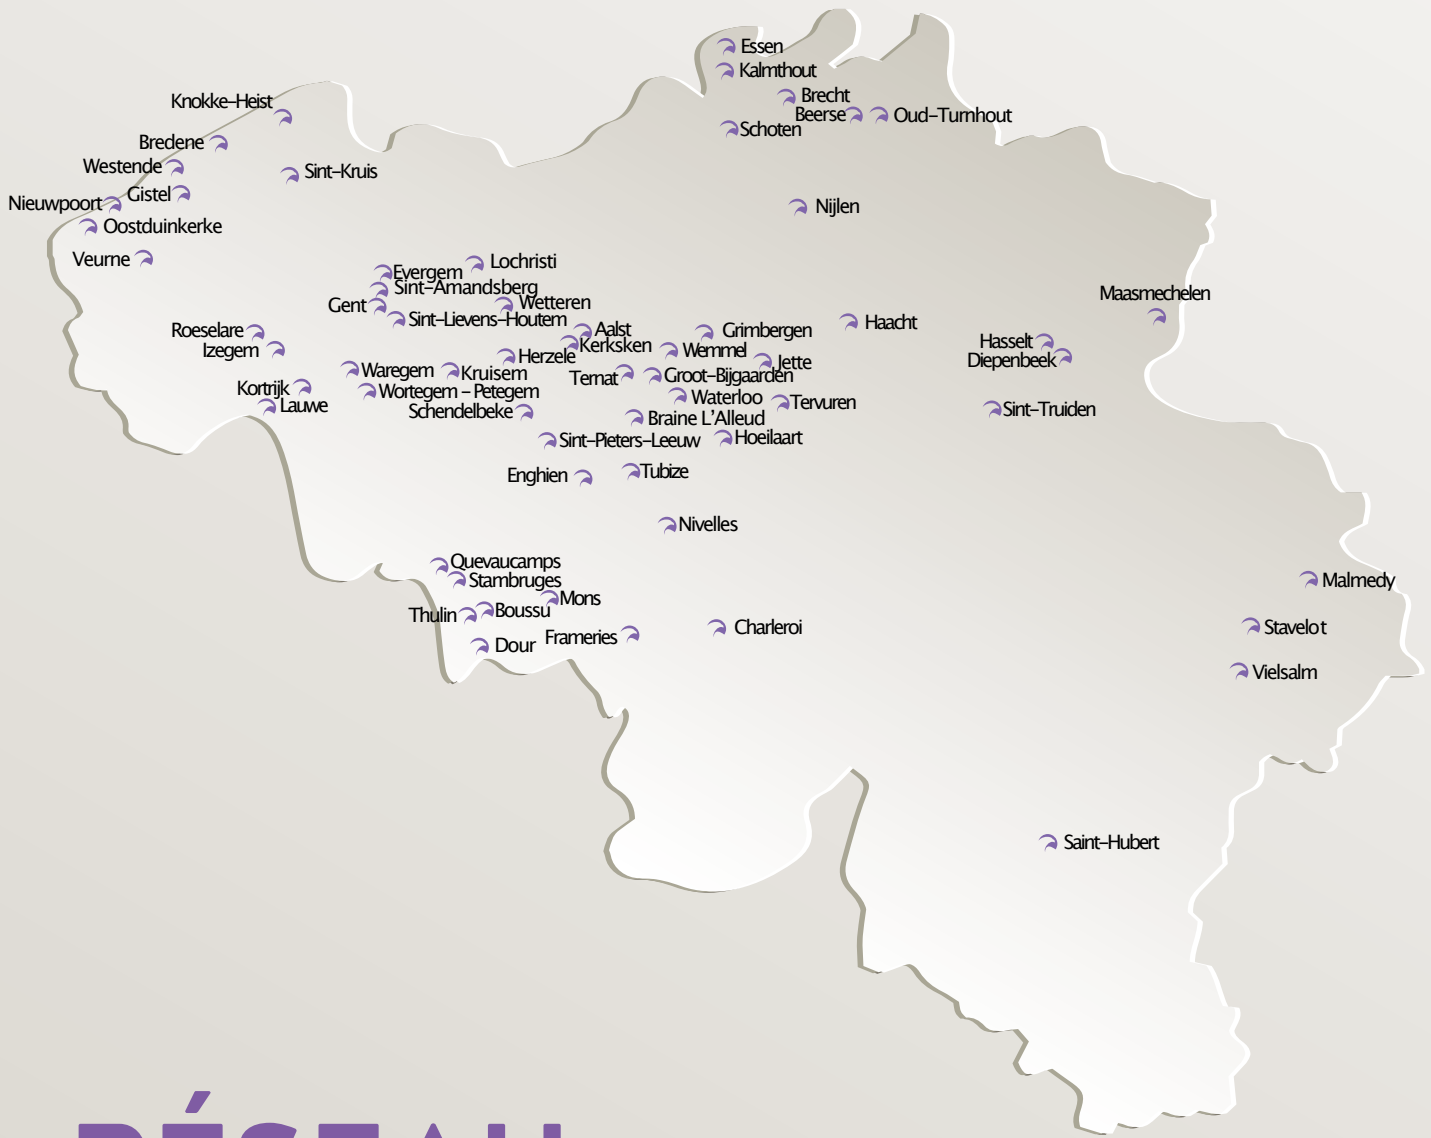 Essen
Kalmthout
Brecht
Knokke-Heist
Beerse
Oud-Turnhout
Schoten
Bredene
Westende
Sint-Kruis
Gistel
Nieuwpoort
Nijlen
Oostduinkerke
Veurne
Lochristi
Evergem
Sint-Amandsberg
Maasmechelen
Gent
Wetteren
Sint-Lievens-Houtem
Haacht
Roeselare
Aalst
Grimbergen
Hasselt
Izegem
Kerksken
Wemmel
Herzele
Diepenbeek
Jette
Waregem
Kruisem
Ternat
Groot-Bijgaarden
Kortrijk
Wortegem - Petegem
Waterloo
Tervuren
Lauwe
Schendelbeke
Sint-Truiden
Braine L'Alleud
Sint-Pieters-Leeuw
Hoeilaart
Enghien
Tubize
Nivelles
Quevaucamps
Stambruges
Malmedy
Mons
Thulin
Boussu
Charleroi
Stavelot
Frameries
Dour
Vielsalm
Saint-Hubert
RÉSEAU